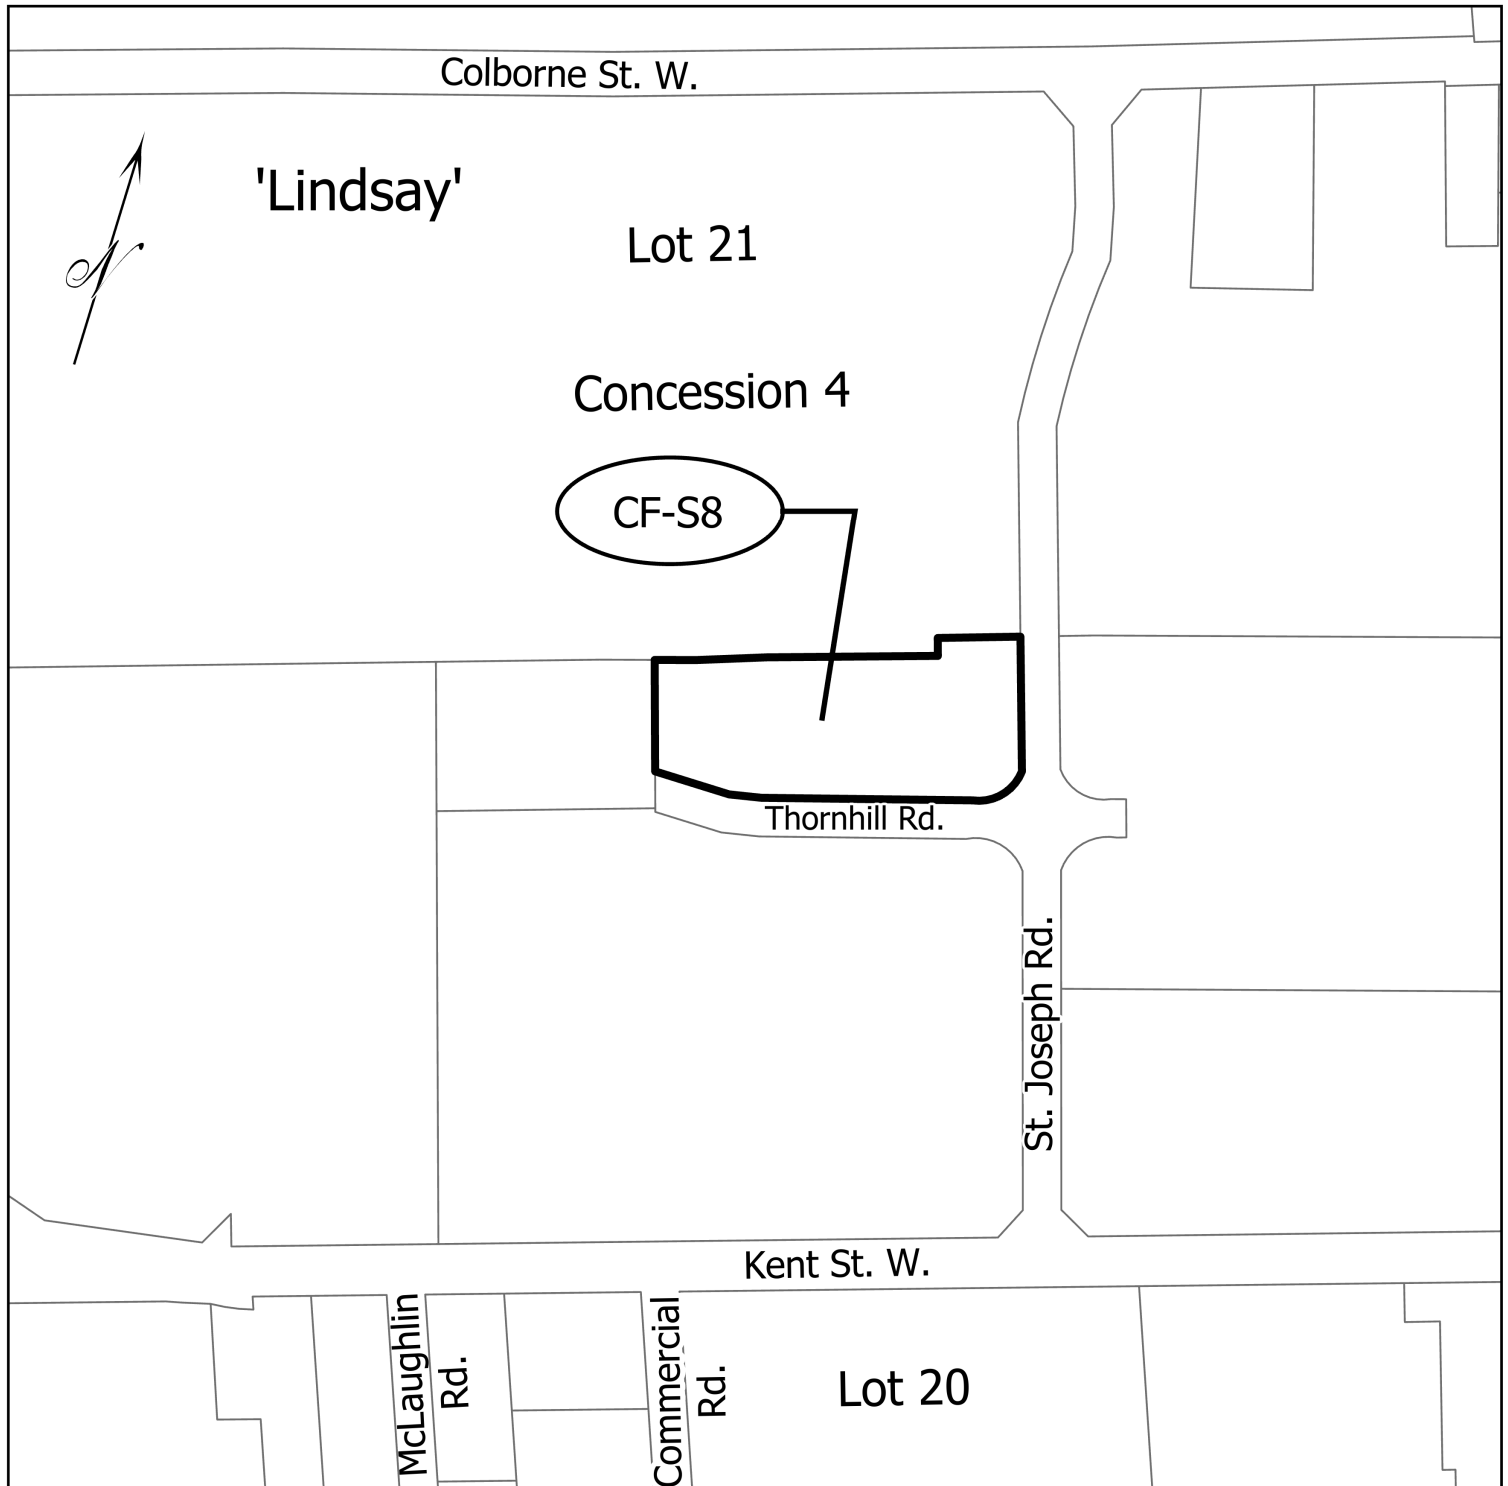 Colborne St. W.
'Lindsay'
Lot 21
N
Concession 4
CF-S8
Thornhill Rd.
St. Joseph Rd.
Kent St. W.
McLaughlin
Rd.
Commercial
Rd.
Lot 20